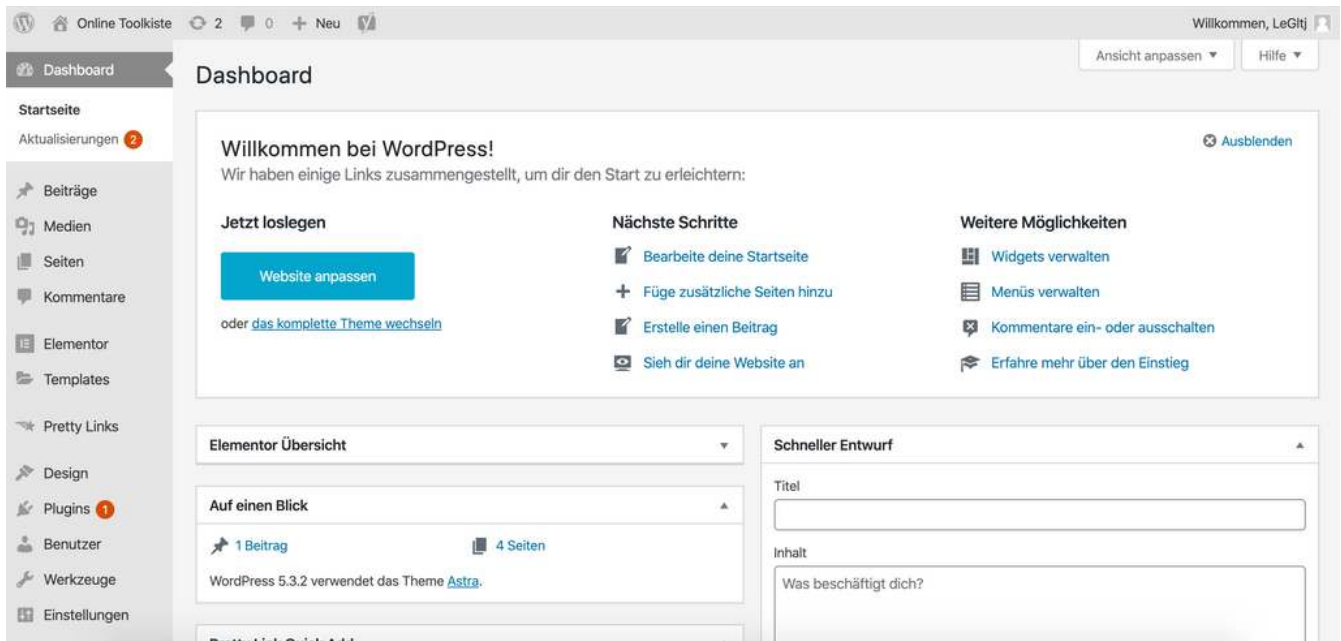 Online Toolkiste 2 0 Neu
Willkommen, LeGltj
Ansicht anpassen
Hilfe
Dashboard
Startseite
Aktualisierungen 2
Beiträge
Medien
Seiten
Kommentare
Elementor
Templates
Pretty Links
Design
Plugins 1
Benutzer
Werkzeuge
Einstellungen
Dashboard
Willkommen bei WordPress!
Wir haben einige Links zusammengestellt, um dir den Start zu erleichtern:
Ausblenden
Jetzt loslegen
Website anpassen
oder das komplette Theme wechseln
Nächste Schritte
Bearbeite deine Startseite
Füge zusätzliche Seiten hinzu
Erstelle einen Beitrag
Sieh dir deine Website an
Weitere Möglichkeiten
Widgets verwalten
Menüs verwalten
Kommentare ein- oder ausschalten
Erfahre mehr über den Einstieg
Elementor Übersicht
Auf einen Blick
1 Beitrag
4 Seiten
WordPress 5.3.2 verwendet das Theme Astra.
Schneller Entwurf
Titel
Inhalt
Was beschäftigt dich?